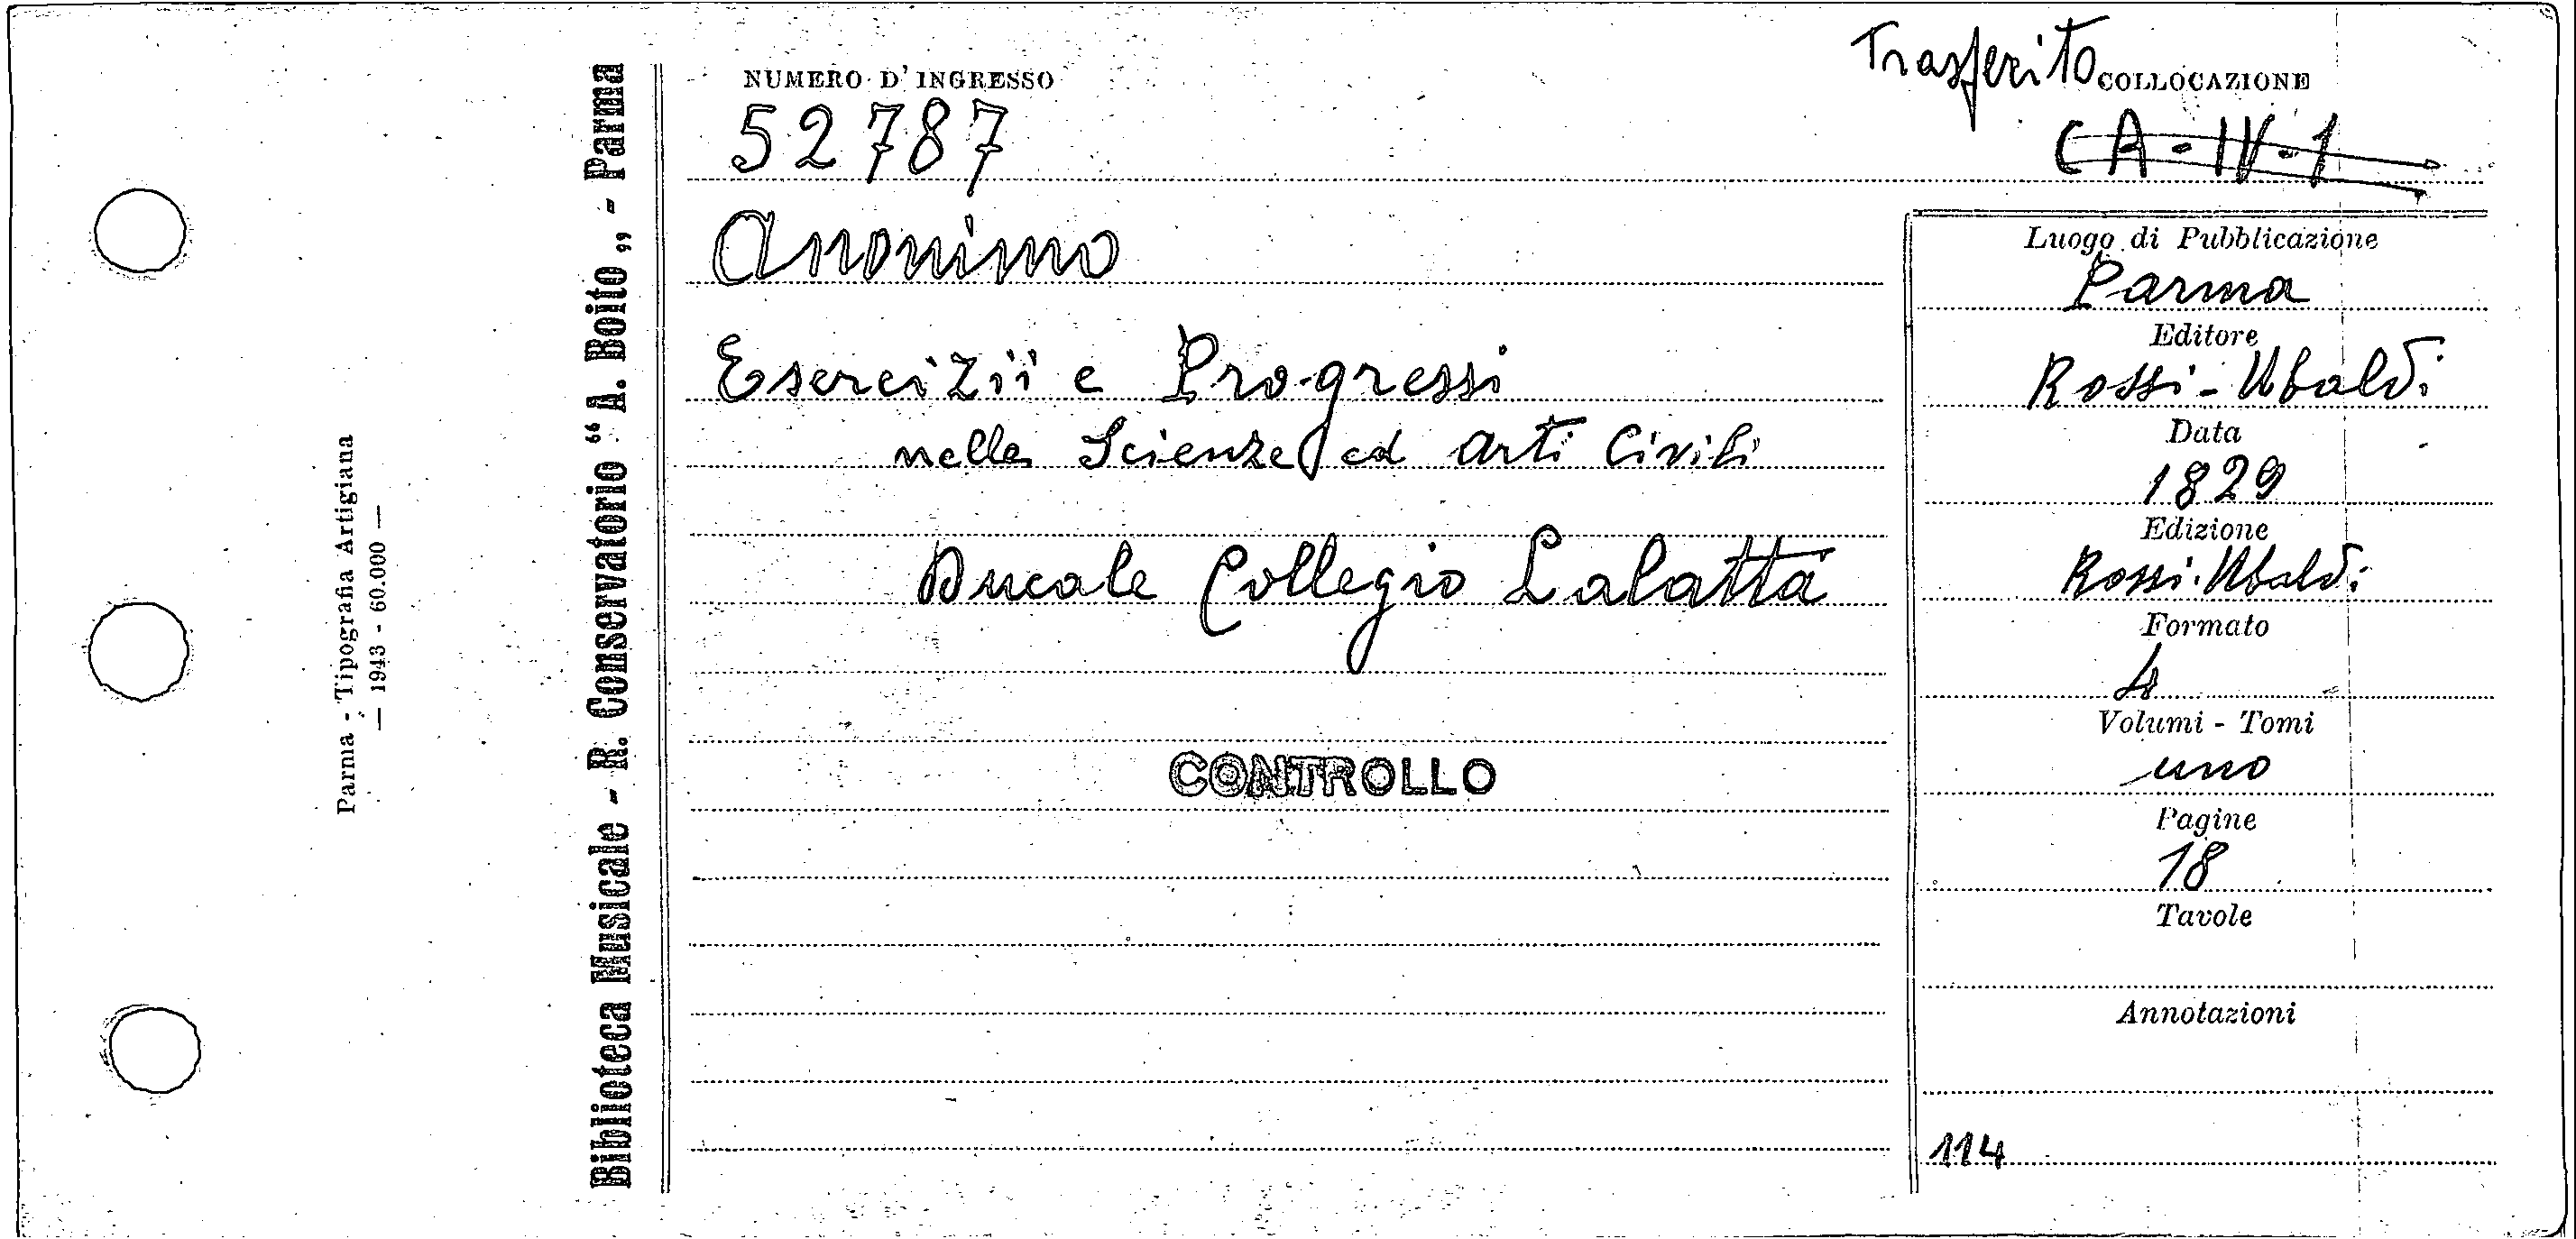 Parma - Tipografia Artigiana
— 1943 - 60.000 —
Biblioteca Musicale - R. Conservatorio “A. Boito„ - Parma
NUMERO D'INGRESSO
52787
Trasferito
COLLOCAZIONE
CA-IV-1
Anonimo
Esercizii e Progressi
nelle Scienze ed Arti Civili
Ducale Collegio Lalatta
CONTROLLO
Luogo di Pubblicazione
Parma
Editore
Rossi-Ubaldi
Data
1829
Edizione
Rossi-Ubaldi
Formato
4
Volumi - Tomi
uno
Pagine
18
Tavole
Annotazioni
114